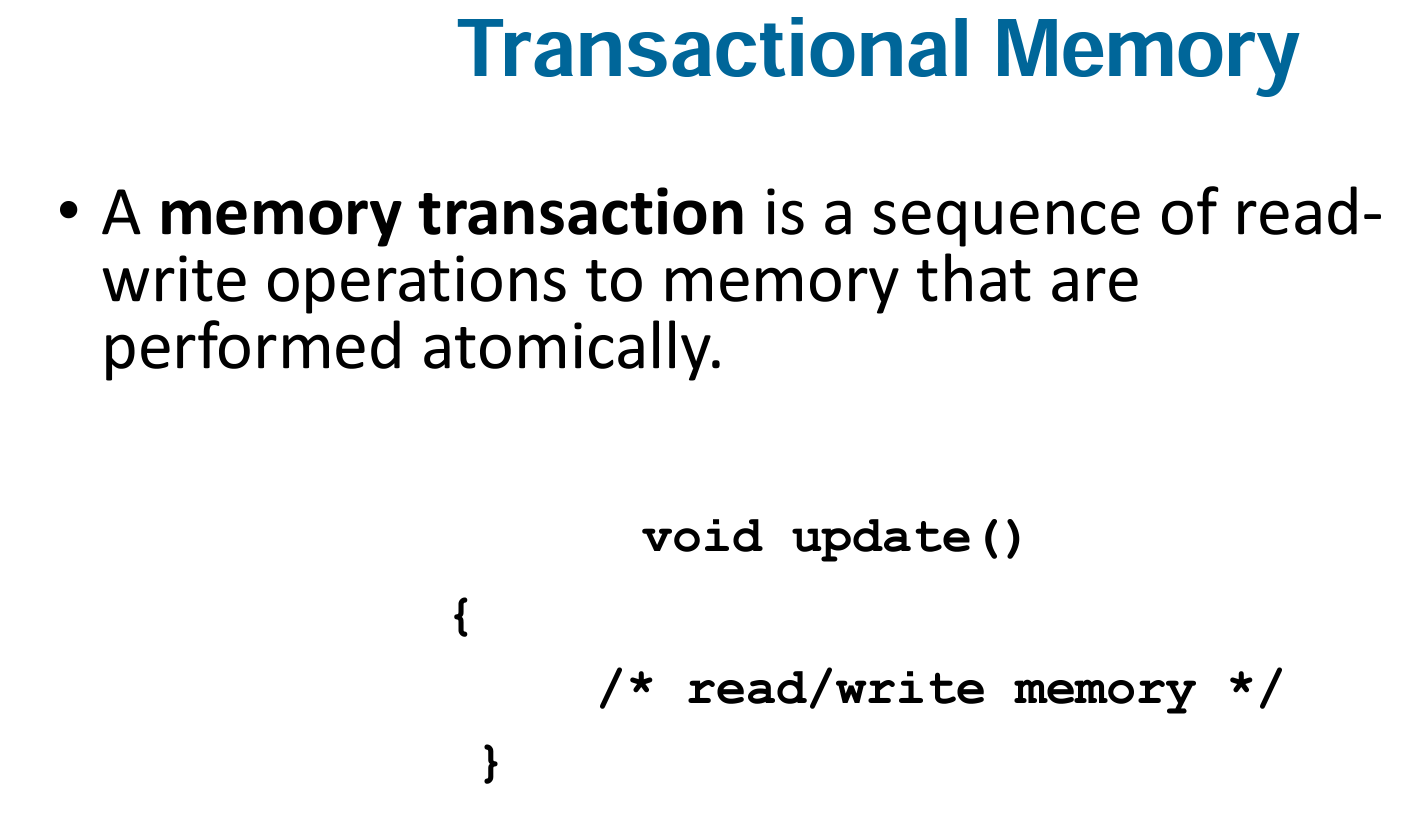 Transactional Memory
• A memory transaction is a sequence of read-
write operations to memory that are
performed atomically.
void update()
{
/* read/write memory */
}